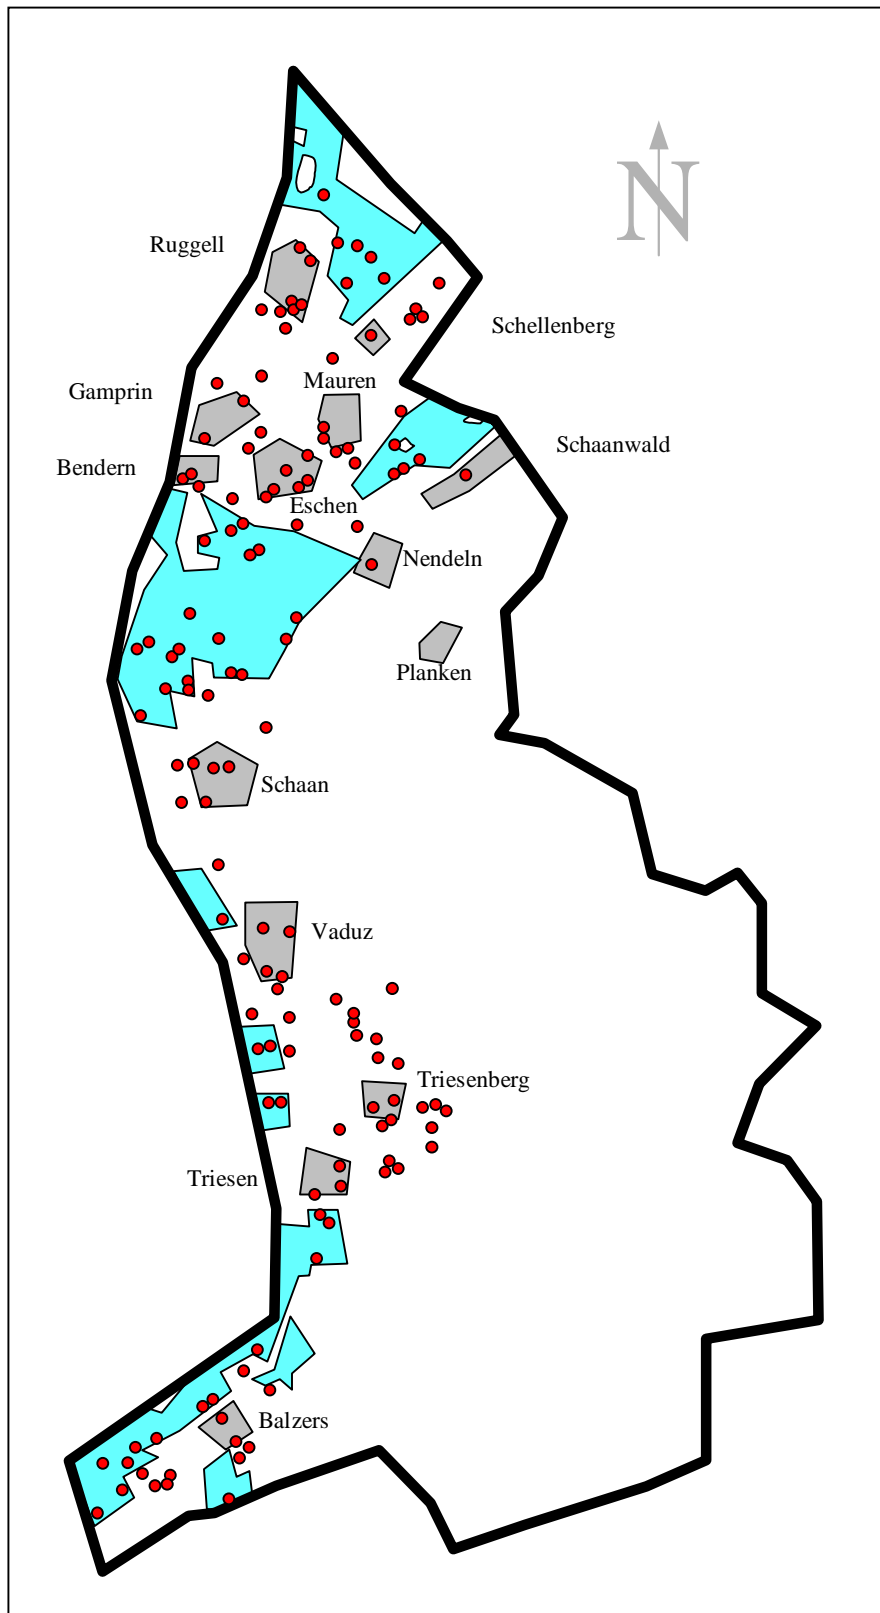 N
Ruggell
Schellenberg
Gamprin
Mauren
Schaanwald
Bendern
Eschen
Nendeln
Planken
Schaan
Vaduz
Triesenberg
Triesen
Balzers